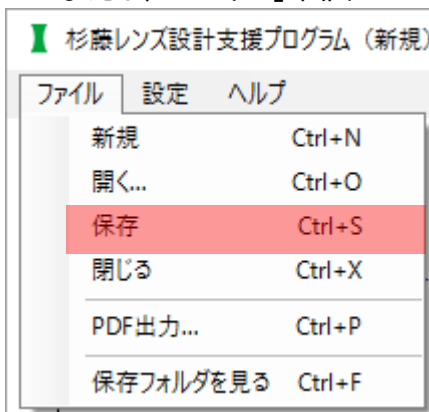 杉藤レンズ設計支援プログラム（新規）
ファイル 設定 ヘルプ
新規 Ctrl+N
開く... Ctrl+O
保存 Ctrl+S
閉じる Ctrl+X
PDF出力... Ctrl+P
保存フォルダを見る Ctrl+F